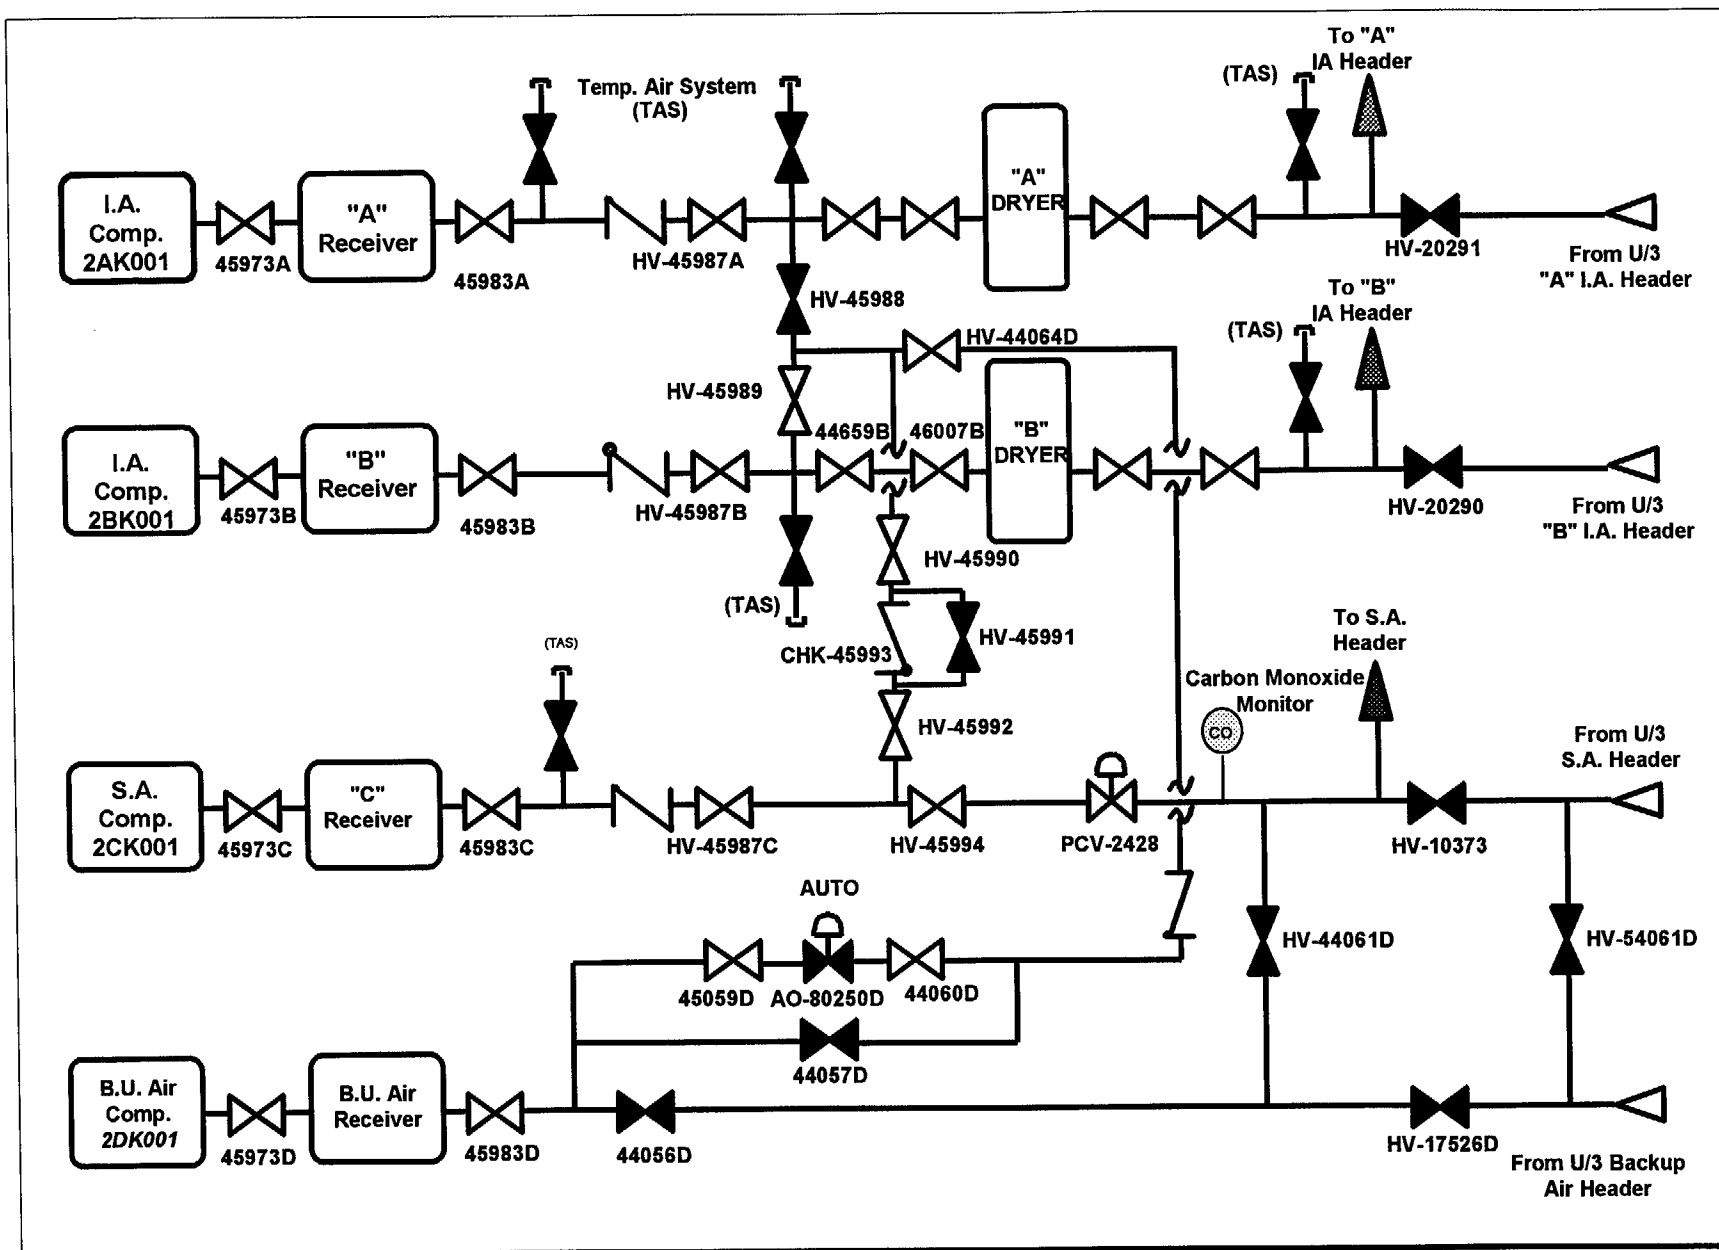 To "A"
IA Header
(TAS)
Temp. Air System
(TAS)
I.A.
Comp.
2AK001
45973A
"A"
Receiver
45983A
HV-45987A
"A"
DRYER
HV-20291
From U/3
"A" I.A. Header
HV-45988
To "B"
IA Header
(TAS)
HV-44064D
HV-45989
44659B
46007B
I.A.
Comp.
2BK001
45973B
"B"
Receiver
45983B
HV-45987B
"B"
DRYER
HV-20290
From U/3
"B" I.A. Header
HV-45990
(TAS)
HV-45991
CHK-45993
(TAS)
To S.A.
Header
Carbon Monoxide
Monitor
CO
HV-45992
From U/3
S.A. Header
S.A.
Comp.
2CK001
45973C
"C"
Receiver
45983C
HV-45987C
HV-45994
PCV-2428
HV-10373
AUTO
HV-44061D
HV-54061D
45059D
AO-80250D
44060D
44057D
B.U. Air
Comp.
2DK001
45973D
B.U. Air
Receiver
45983D
44056D
HV-17526D
From U/3 Backup
Air Header